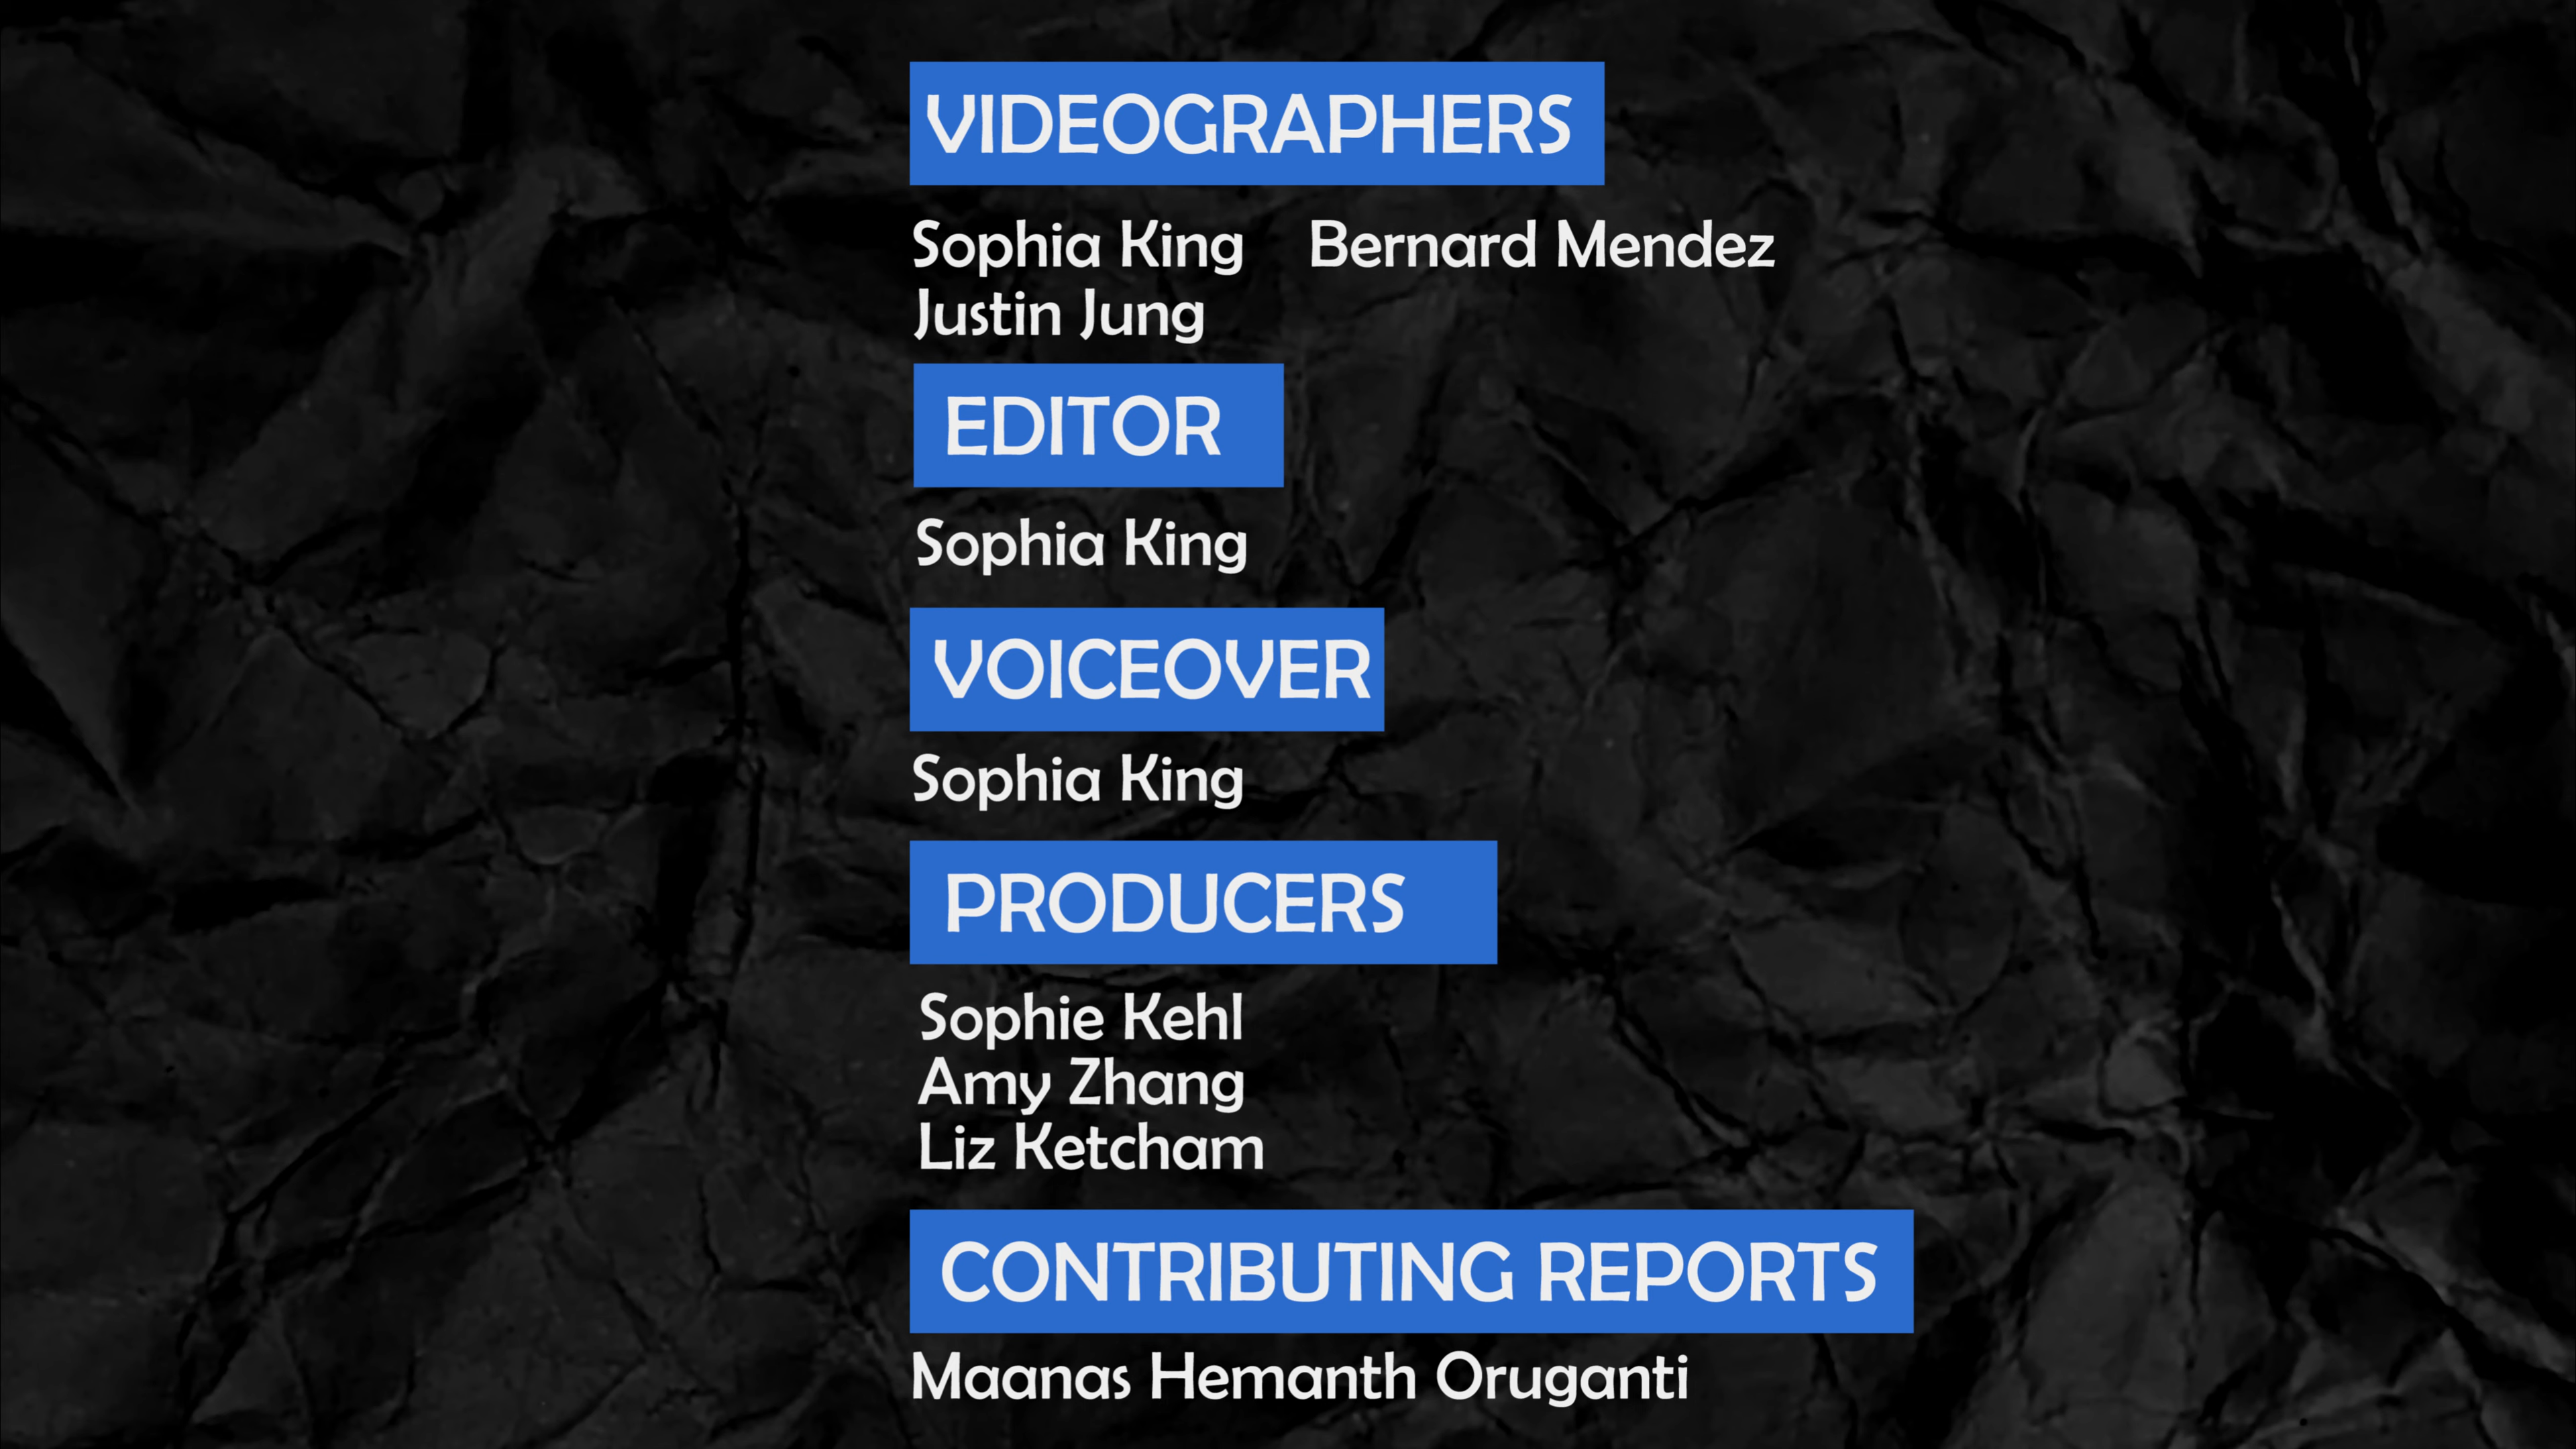 VIDEOGRAPHERS
Sophia King Bernard Mendez
Justin Jung
EDITOR
Sophia King
VOICEOVER
Sophia King
PRODUCERS
Sophie Kehl
Amy Zhang
Liz Ketcham
CONTRIBUTING REPORTS
Maanas Hemanth Oruganti